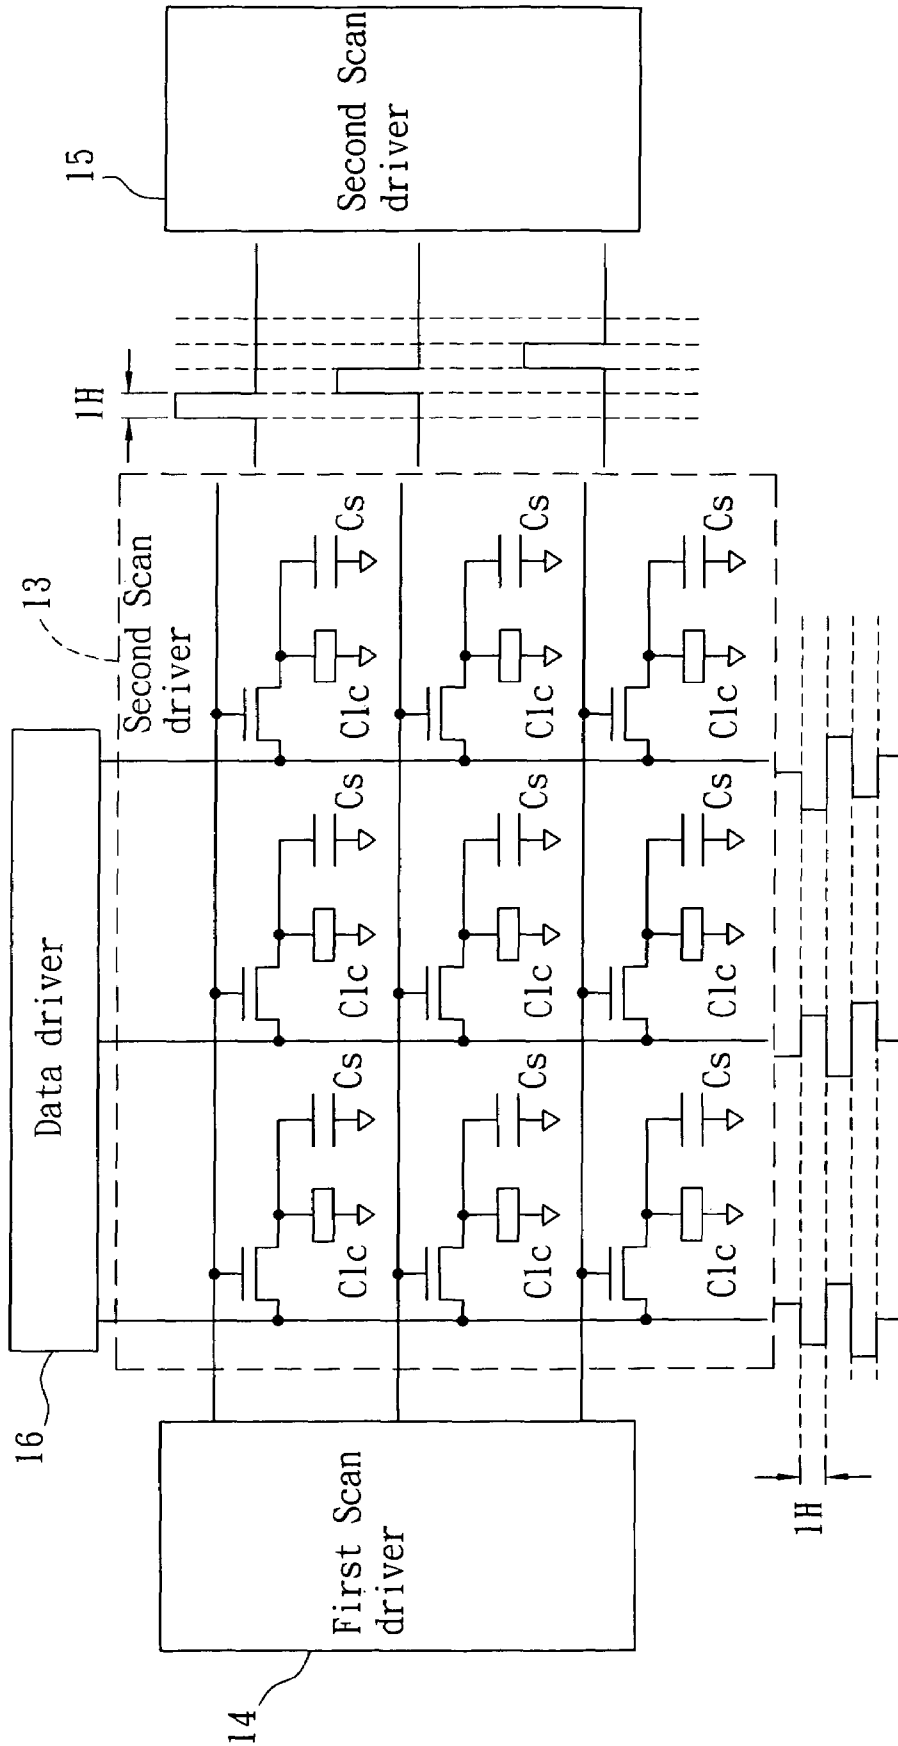 16
Data driver
13
Second Scan
driver
1H
15
14
First Scan
driver
Second Scan
driver
Clc
Cs
Clc
Cs
Clc
Cs
Clc
Cs
Clc
Cs
Clc
Cs
Clc
Cs
Clc
Cs
Clc
Cs
1H